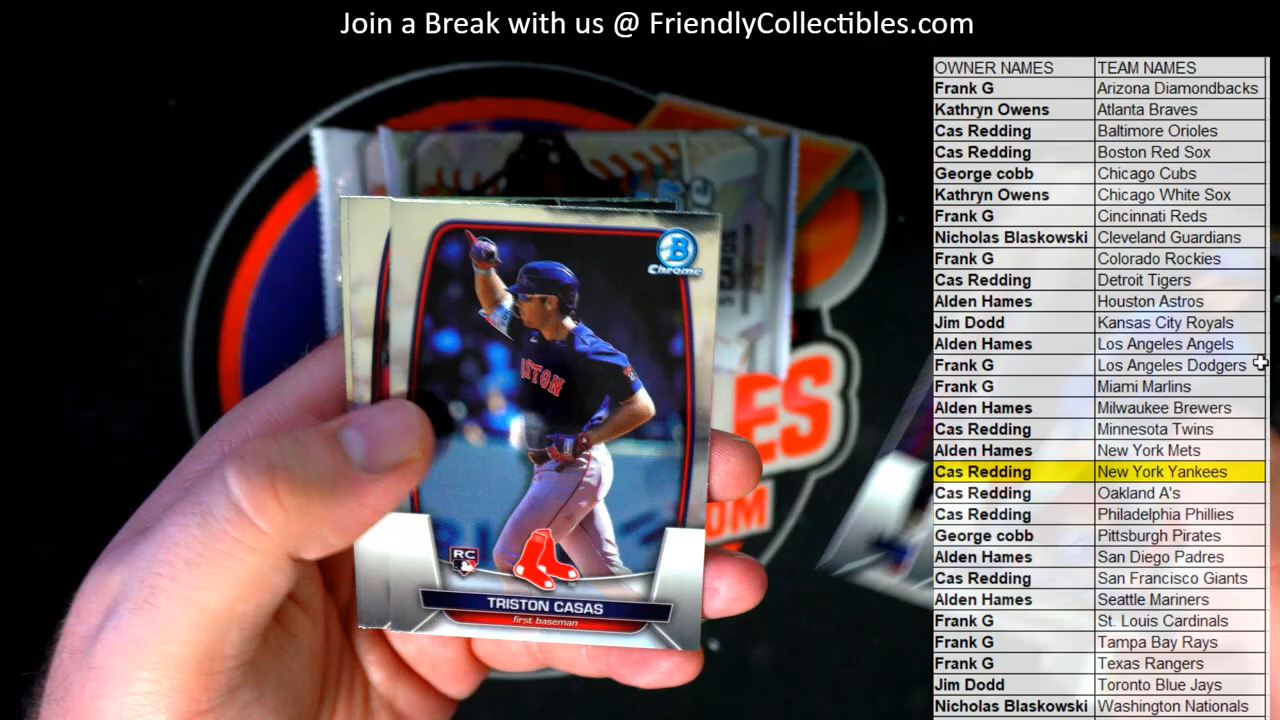 Join a Break with us @ FriendlyCollectibles.com
OWNER NAMES TEAM NAMES
Frank G Arizona Diamondbacks
Kathryn Owens Atlanta Braves
Cas Redding Baltimore Orioles
Cas Redding Boston Red Sox
George cobb Chicago Cubs
Kathryn Owens Chicago White Sox
Frank G Cincinnati Reds
Nicholas Blaskowski Cleveland Guardians
Frank G Colorado Rockies
Cas Redding Detroit Tigers
Alden Hames Houston Astros
Jim Dodd Kansas City Royals
Alden Hames Los Angeles Angels
Frank G Los Angeles Dodgers
Frank G Miami Marlins
Alden Hames Milwaukee Brewers
Cas Redding Minnesota Twins
Alden Hames New York Mets
Cas Redding New York Yankees
Cas Redding Oakland A's
Cas Redding Philadelphia Phillies
George cobb Pittsburgh Pirates
Alden Hames San Diego Padres
Cas Redding San Francisco Giants
Alden Hames Seattle Mariners
Frank G St. Louis Cardinals
Frank G Tampa Bay Rays
Frank G Texas Rangers
Jim Dodd Toronto Blue Jays
Nicholas Blaskowski Washington Nationals
B
Chrome
RC
TRISTON CASAS
first baseman
5 CARDS